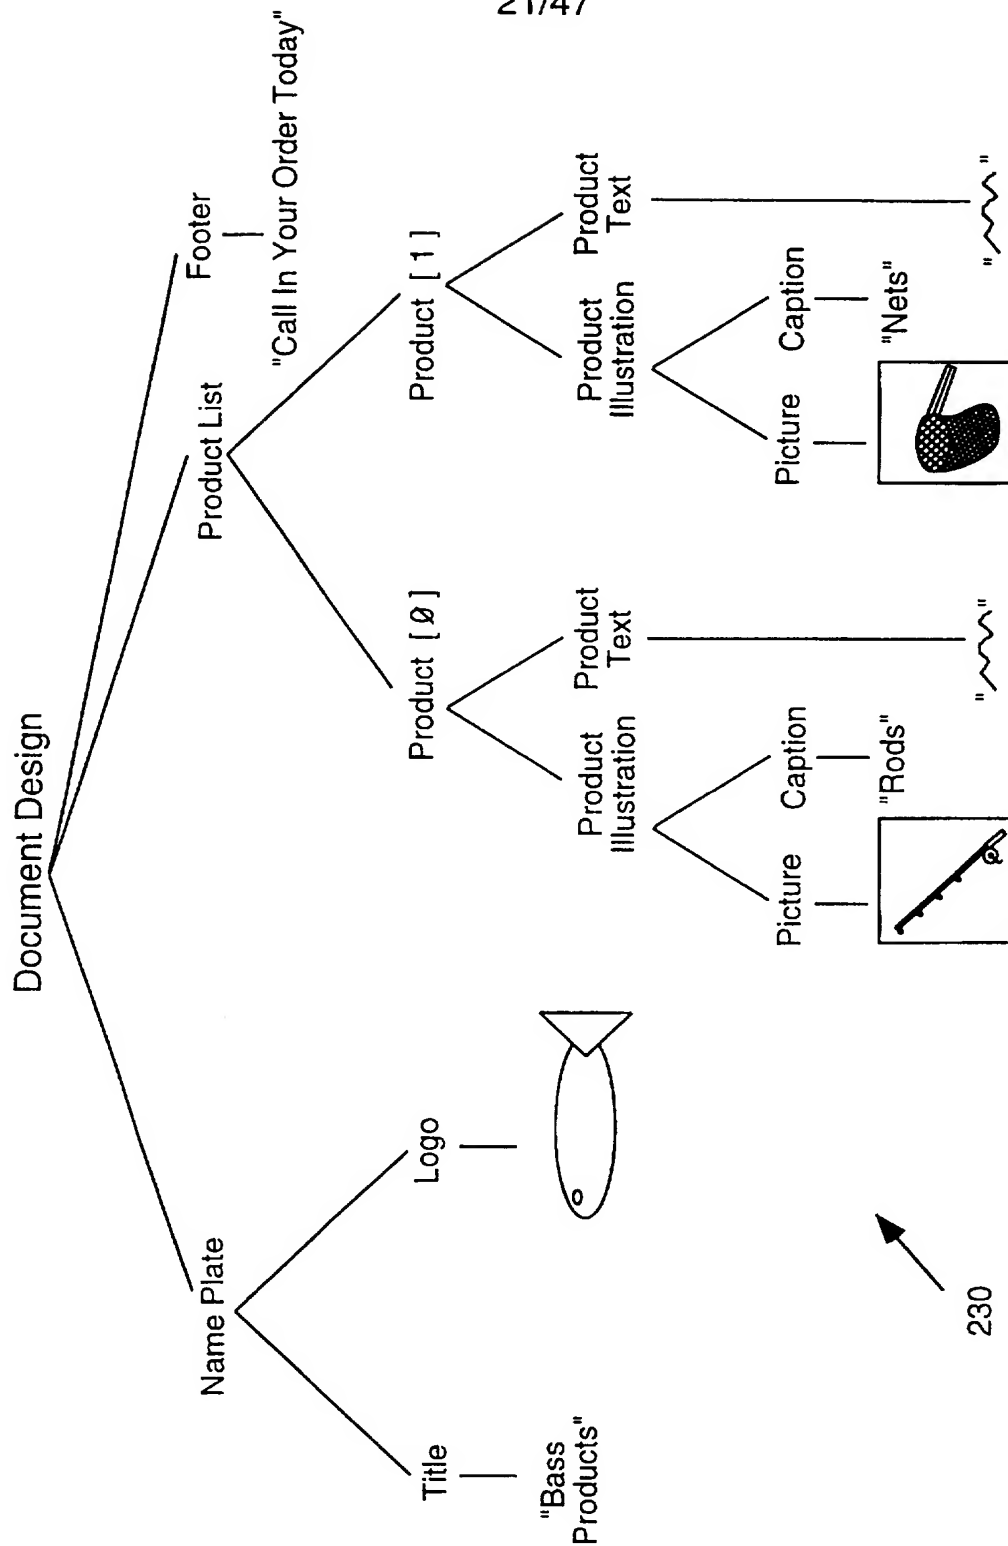 21/47
Document Design
Name Plate
Product List
Footer
"Call In Your Order Today"
Title
Logo
Product [0]
Product [1]
"Bass
Products"
Product
Illustration
Product
Text
Product
Illustration
Product
Text
Picture
Caption
Picture
Caption
"Rods"
"Nets"
" "
" "
230